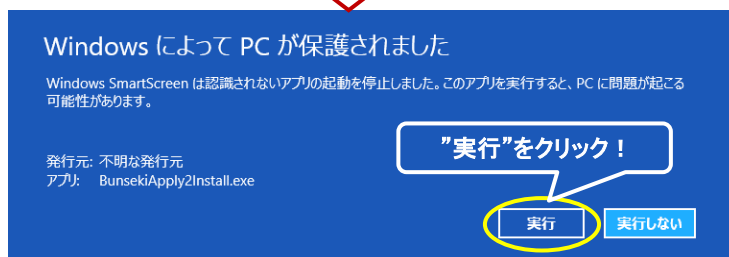 Windows によって PC が保護されました
Windows SmartScreen は認識されないアプリの起動を停止しました。このアプリを実行すると、PC に問題が起こる
可能性があります。
”実行”をクリック！
発行元: 不明な発行元
アプリ: BunsekiApply2Install.exe
実行
実行しない